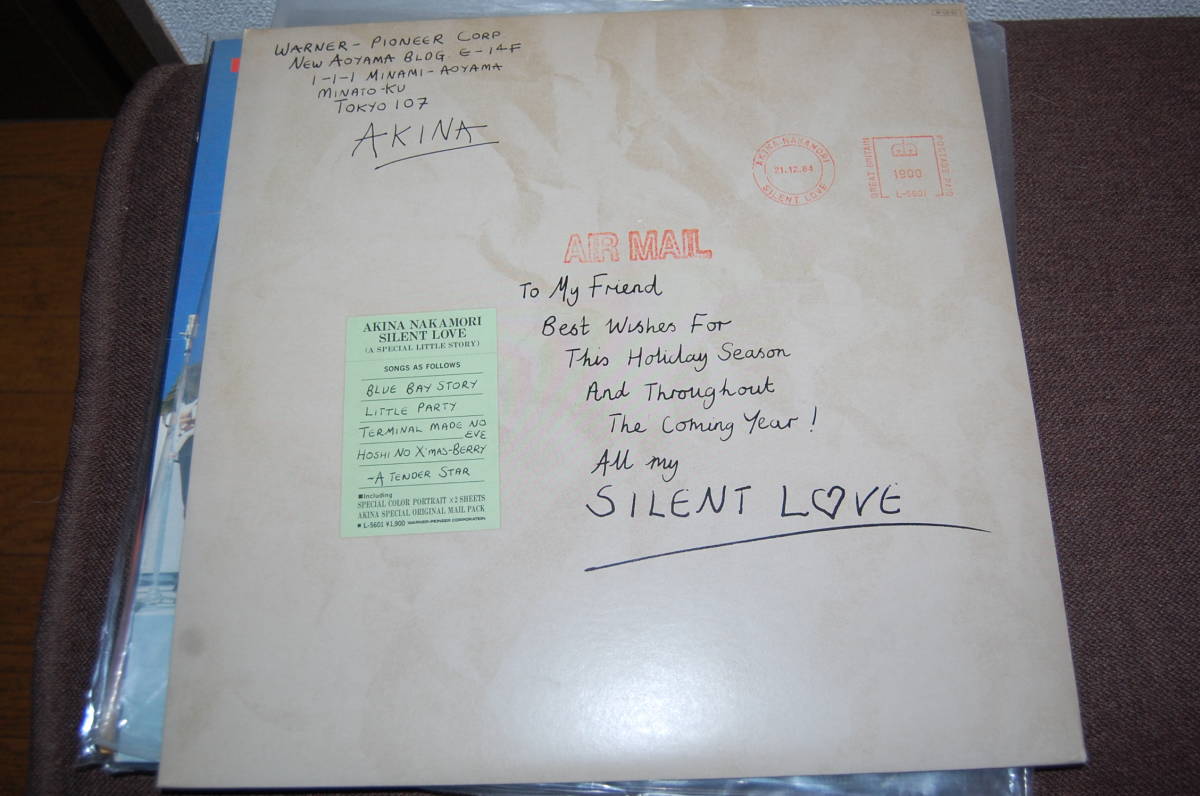 WARNER - PIONEER CORP
NEW AOYAMA BLDG E-14F
1-1-1 MINAMI-AOYAMA
MINATO-KU
TOKYO 107
AKINA
AKINA NAKAMORI
21.12.84
SILENT LOVE
GREAT BRITAIN
1900
L-5601
POSTAGE PAID
AIR MAIL
To My Friend
Best Wishes For
This Holiday Season
And Throughout
The Coming Year!
All my
SILENT L♡VE
AKINA NAKAMORI
SILENT LOVE
(A SPECIAL LITTLE STORY)
SONGS AS FOLLOWS
BLUE BAY STORY
LITTLE PARTY
TERMINAL MADE NO
EVE
HOSHI NO X'MAS-BERRY
-A TENDER STAR
■Including
SPECIAL COLOR PORTRAIT ×2 SHEETS
AKINA SPECIAL ORIGINAL MAIL PACK
■ L-5601 ¥1,900 WARNER-PIONEER CORPORATION